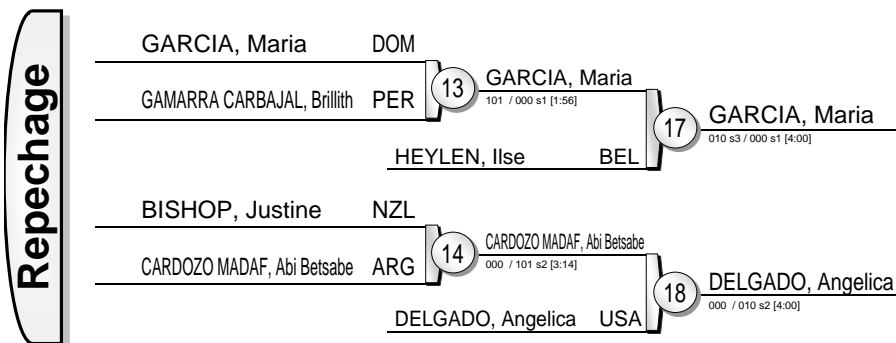 Repechage
GARCIA, Maria DOM
GAMARRA CARBAJAL, Brillith PER
13
GARCIA, Maria
101 / 000 s1 [1:56]
HEYLEN, Ilse BEL
17
GARCIA, Maria
010 s3 / 000 s1 [4:00]
BISHOP, Justine NZL
CARDOZO MADAF, Abi Betsabe ARG
14
CARDOZO MADAF, Abi Betsabe
000 / 101 s2 [3:14]
DELGADO, Angelica USA
18
DELGADO, Angelica
000 / 010 s2 [4:00]